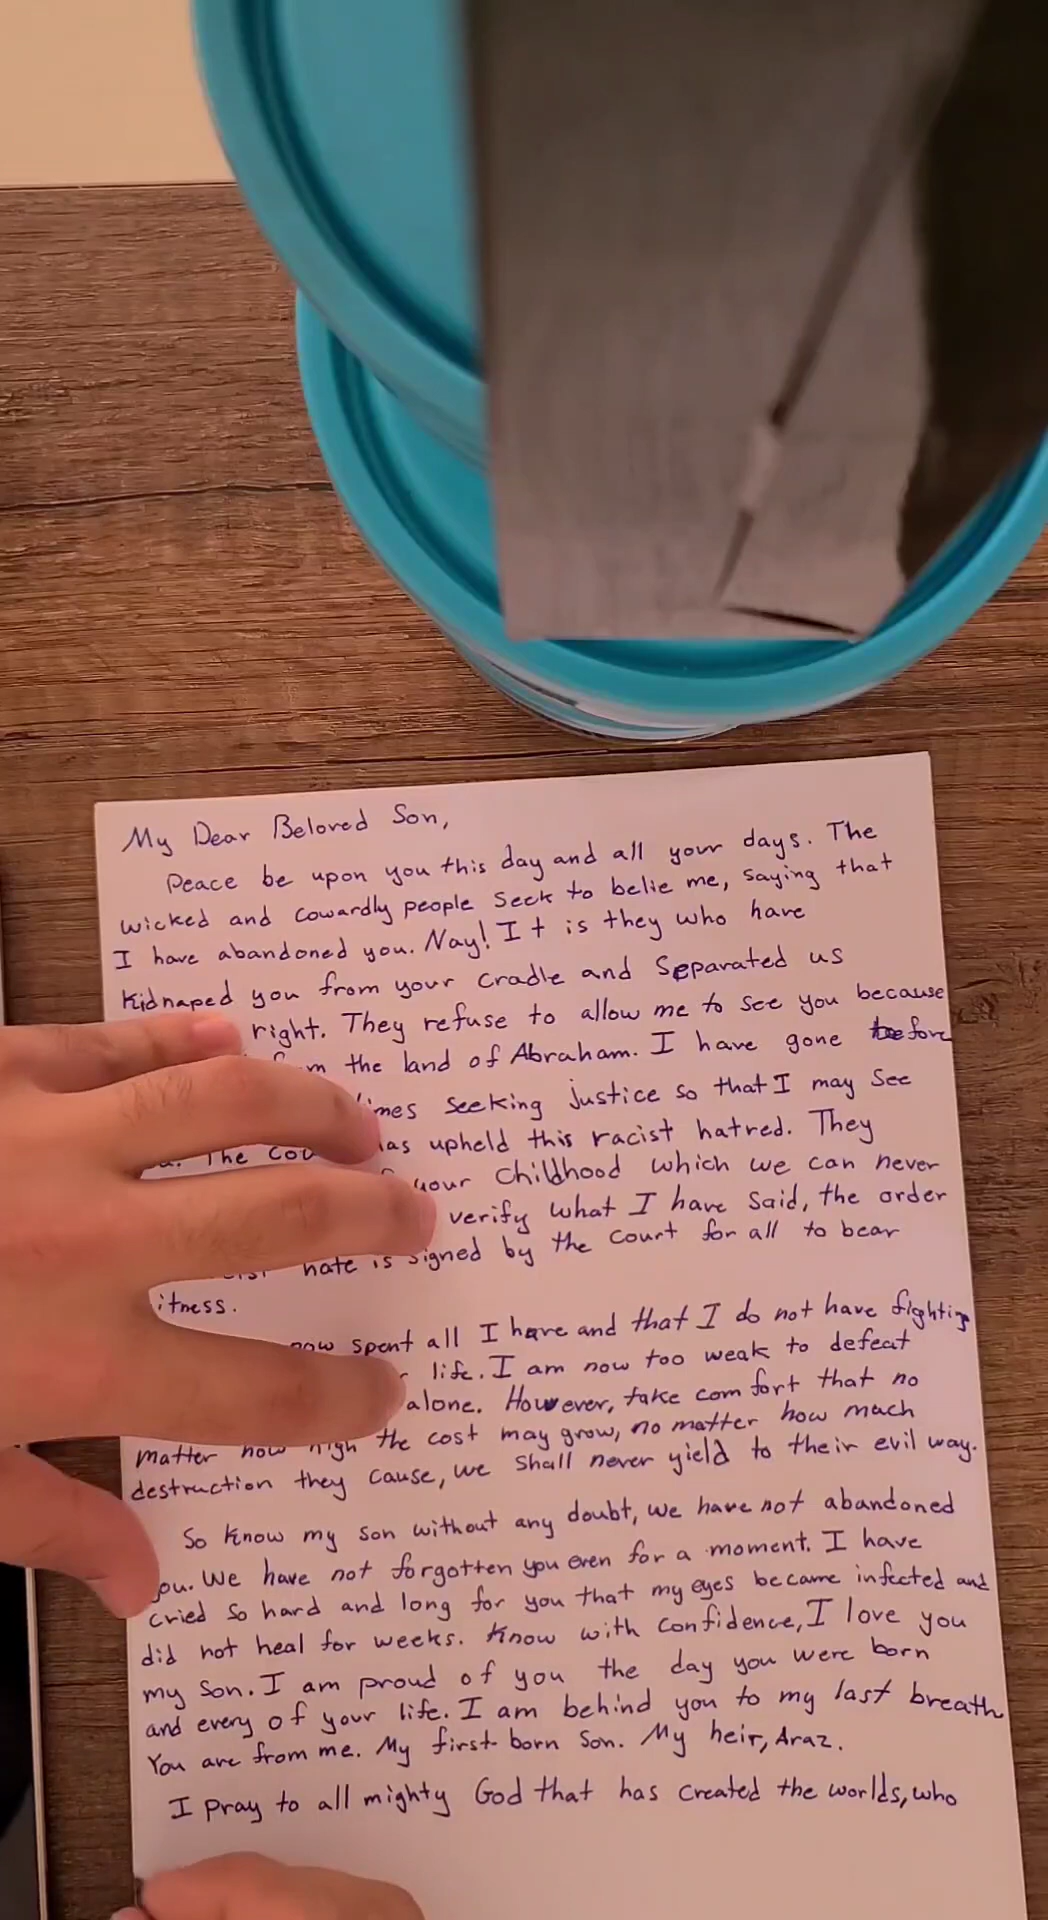 My Dear Beloved Son,
Peace be upon you this day and all your days. The
wicked and cowardly people seek to belie me, saying that
I have abandoned you. Nay! It is they who have
Kidnaped you from your cradle and separated us
right. They refuse to allow me to see you because
the land of Abraham. I have gone before
seeking justice so that I may see
The has upheld this racist hatred. They
your childhood which we can never
verify what I have said, the order
hate is signed by the court for all to bear
itness.
now spent all I have and that I do not have fighting
life. I am now too weak to defeat
alone. However, take comfort that no
matter how high the cost may grow, no matter how much
destruction they cause, we shall never yield to their evil way.
So know my son without any doubt, we have not abandoned
you. We have not forgotten you even for a moment. I have
cried so hard and long for you that my eyes became infected and
did not heal for weeks. Know with confidence, I love you
my son. I am proud of you the day you were born
and every of your life. I am behind you to my last breath
You are from me. My first born son. My heir, Araz.
I pray to all mighty God that has created the worlds, who